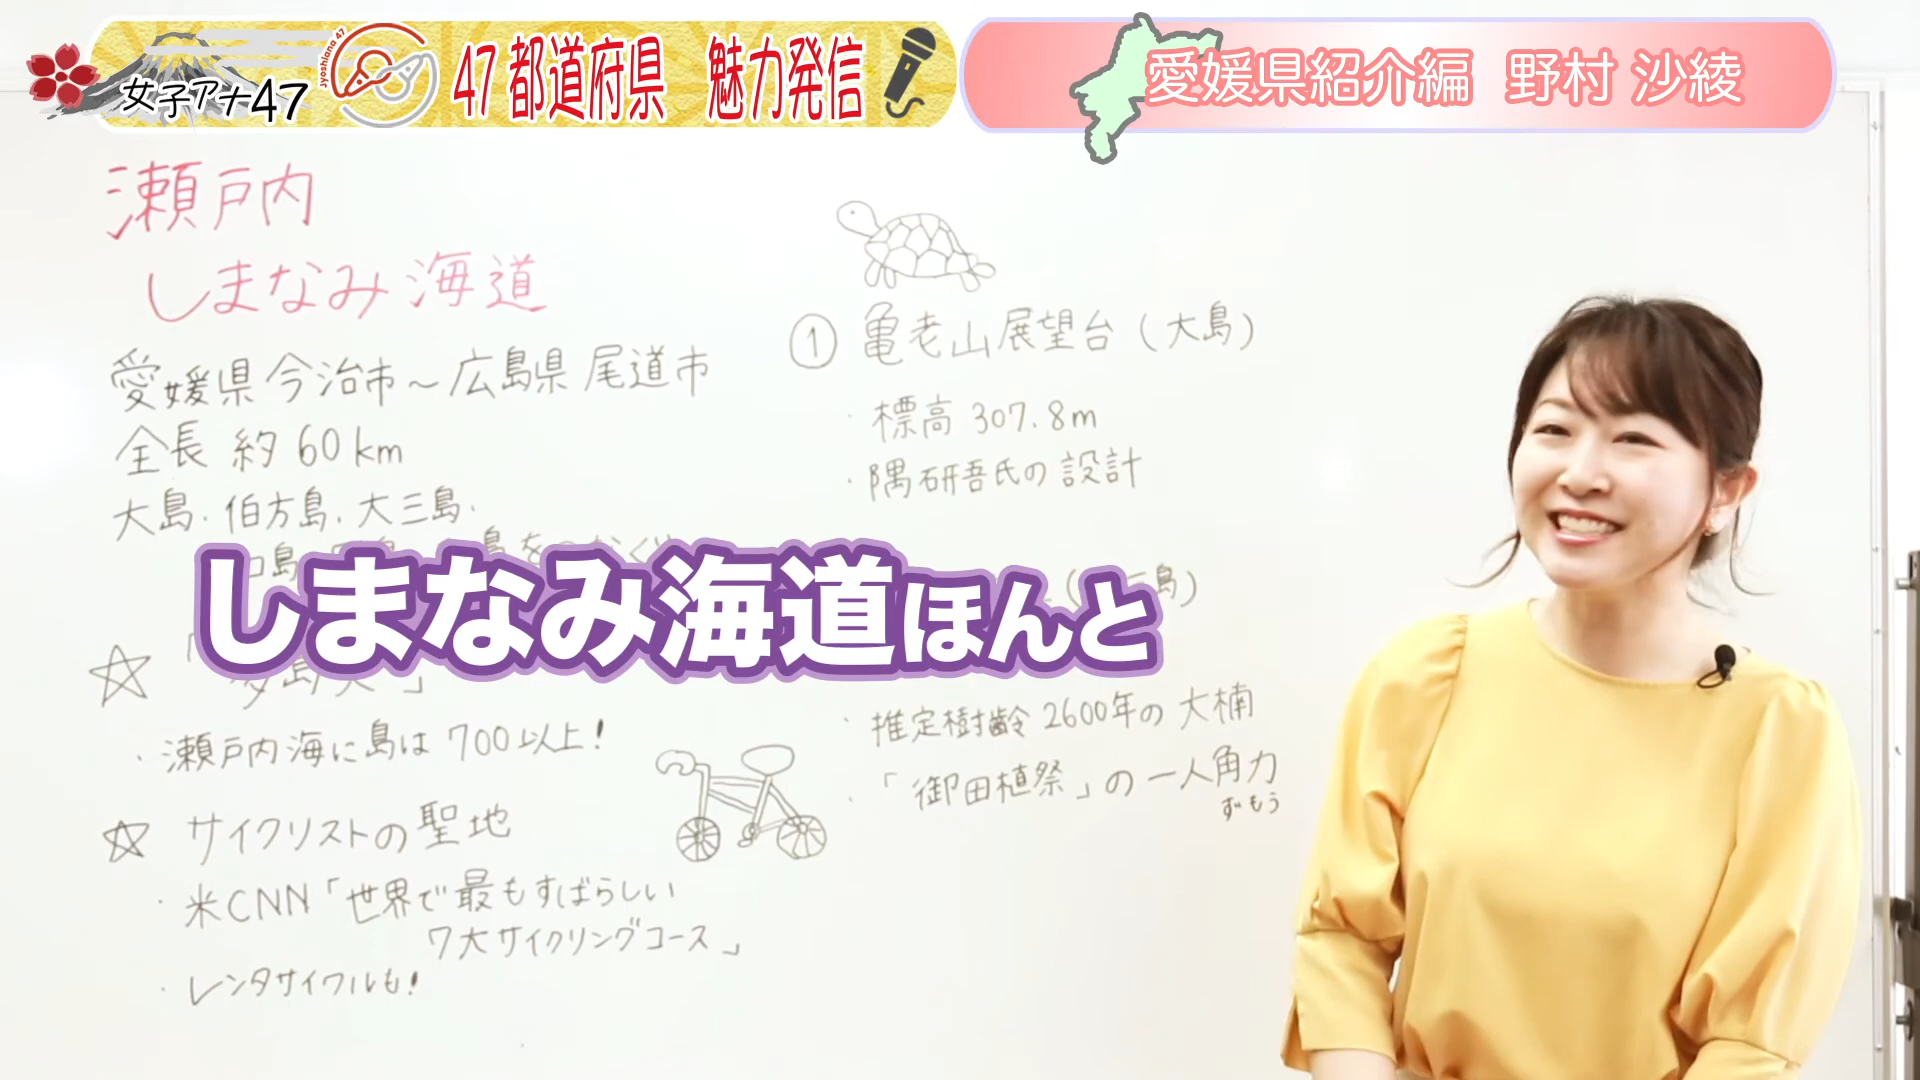 女子アナ47
jyoshiana 47
47都道府県 魅力発信
愛媛県紹介編 野村 沙綾
瀬戸内
しまなみ海道
愛媛県 今治市～広島県 尾道市
全長 約60km
大島、伯方島、大三島、
しまなみ海道ほんと
・瀬戸内海に島は 700以上!
☆ サイクリストの聖地
・米CNN「世界で最もすばらしい
7大サイクリングコース」
・レンタサイクルも!
① 亀老山展望台 (大島)
・標高 307.8m
・隈研吾氏の設計
・推定樹齢 2600年の大楠
・「御田植祭」の一人角力
ずもう